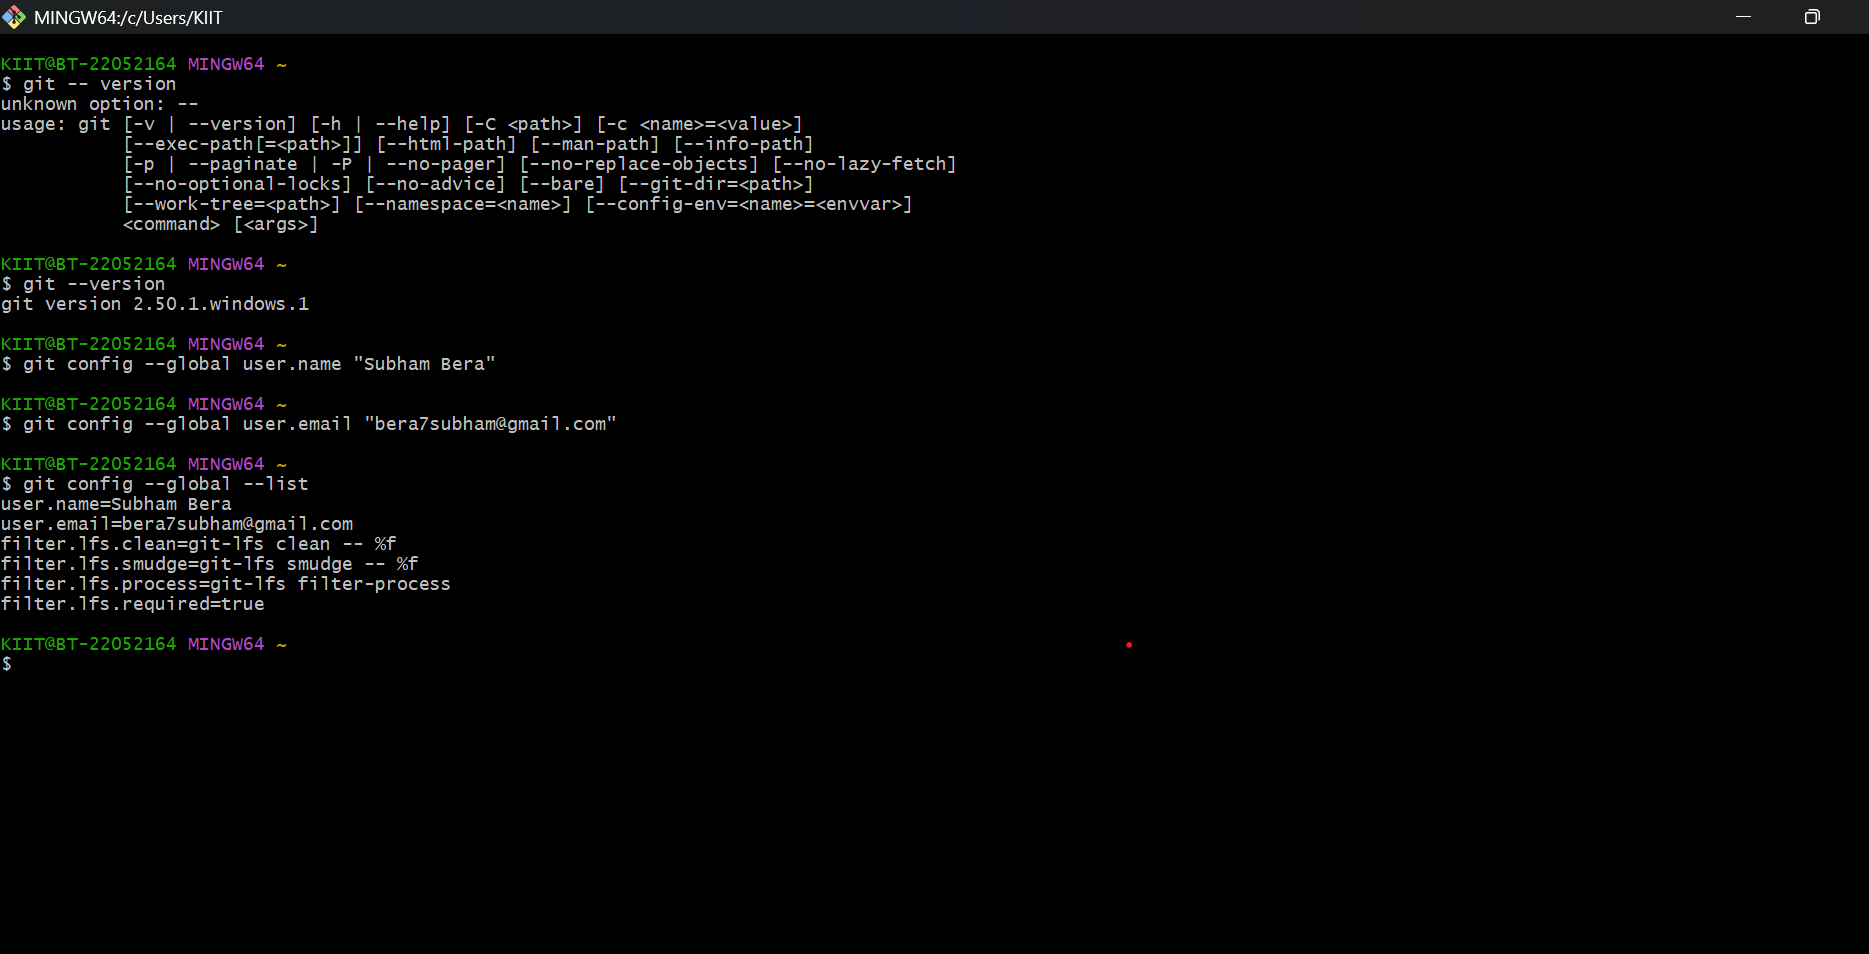 MINGW64:/c/Users/KIIT
KIIT@BT-22052164 MINGW64 ~
$ git -- version
unknown option: --
usage: git [-v | --version] [-h | --help] [-C <path>] [-c <name>=<value>]
           [--exec-path[=<path>]] [--html-path] [--man-path] [--info-path]
           [-p | --paginate | -P | --no-pager] [--no-replace-objects] [--no-lazy-fetch]
           [--no-optional-locks] [--no-advice] [--bare] [--git-dir=<path>]
           [--work-tree=<path>] [--namespace=<name>] [--config-env=<name>=<envvar>]
           <command> [<args>]
KIIT@BT-22052164 MINGW64 ~
$ git --version
git version 2.50.1.windows.1
KIIT@BT-22052164 MINGW64 ~
$ git config --global user.name "Subham Bera"
KIIT@BT-22052164 MINGW64 ~
$ git config --global user.email "bera7subham@gmail.com"
KIIT@BT-22052164 MINGW64 ~
$ git config --global --list
user.name=Subham Bera
user.email=bera7subham@gmail.com
filter.lfs.clean=git-lfs clean -- %f
filter.lfs.smudge=git-lfs smudge -- %f
filter.lfs.process=git-lfs filter-process
filter.lfs.required=true
KIIT@BT-22052164 MINGW64 ~
$